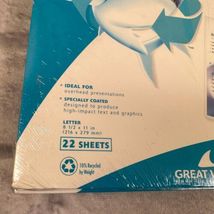 • IDEAL FOR
overhead presentations
• SPECIALLY COATED
designed to produce
high-impact text and graphics
LETTER
8 1/2 x 11 in
(216 x 279 mm)
22 SHEETS
10% Recycled
by Weight
GREAT